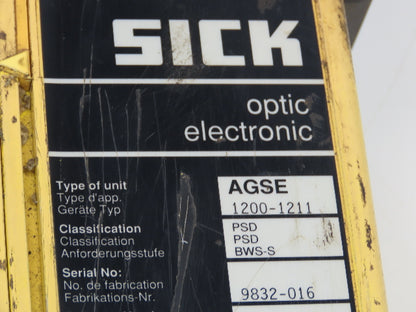 SICK
optic
electronic
Type of unit AGSE
Type d'app. 1200-1211
Geräte Typ
Classification PSD
Classification PSD
Anforderungsstufe BWS-S
Serial No:
No. de fabrication 9832-016
Fabrikations-Nr.